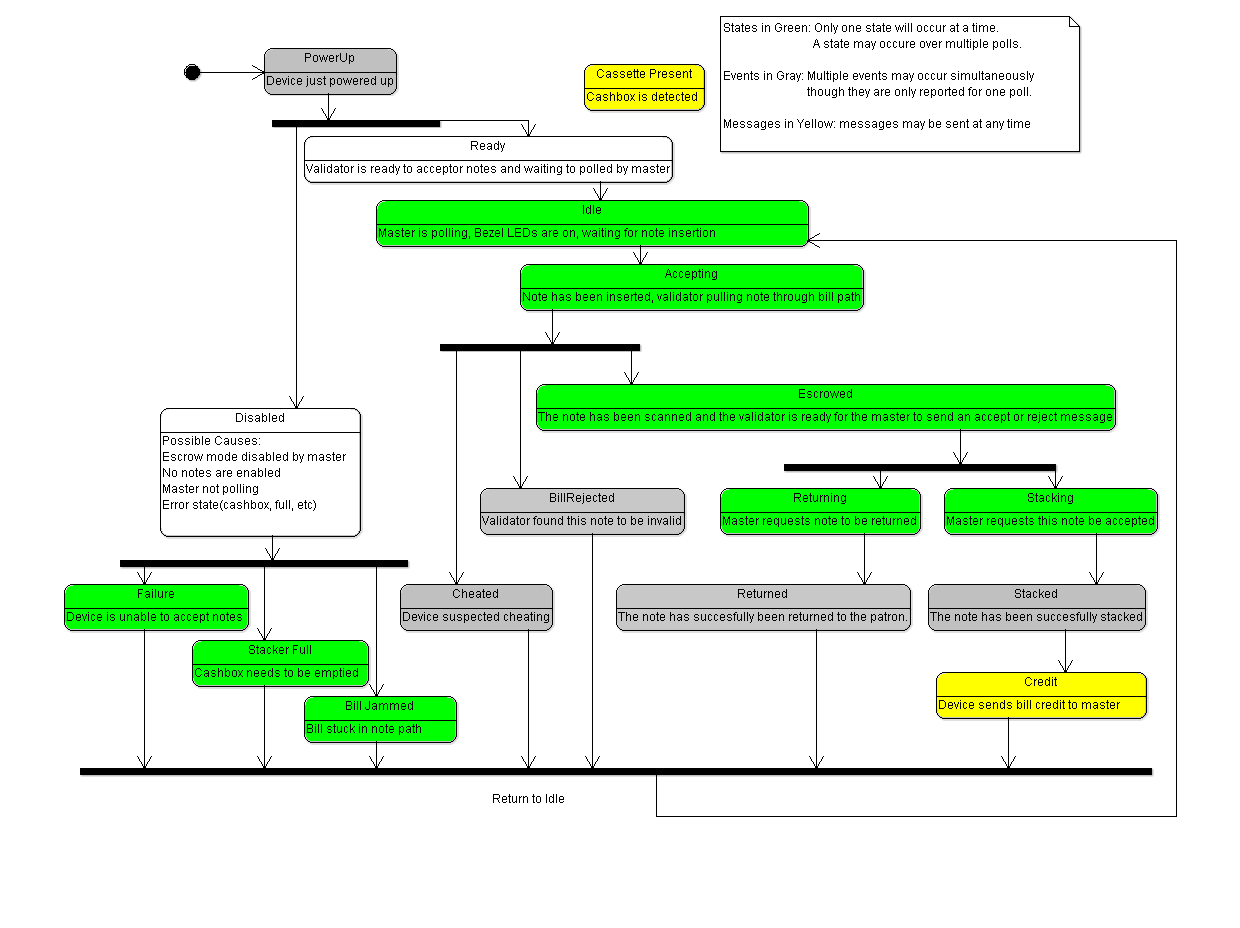 PowerUp
Device just powered up
Cassette Present
Cashbox is detected
States in Green: Only one state will occur at a time.
A state may occure over multiple polls.
Events in Gray: Multiple events may occur simultaneously
though they are only reported for one poll.
Messages in Yellow: messages may be sent at any time
Ready
Validator is ready to acceptor notes and waiting to polled by master
Idle
Master is polling, Bezel LEDs are on, waiting for note insertion
Accepting
Note has been inserted, validator pulling note through bill path
Escrowed
The note has been scanned and the validator is ready for the master to send an accept or reject message
Disabled
Possible Causes:
Escrow mode disabled by master
No notes are enabled
Master not polling
Error state(cashbox, full, etc)
BillRejected
Validator found this note to be invalid
Returning
Master requests note to be returned
Stacking
Master requests this note be accepted
Failure
Device is unable to accept notes
Cheated
Device suspected cheating
Returned
The note has succesfully been returned to the patron.
Stacked
The note has been succesfully stacked
Stacker Full
Cashbox needs to be emptied
Credit
Device sends bill credit to master
Bill Jammed
Bill stuck in note path
Return to Idle